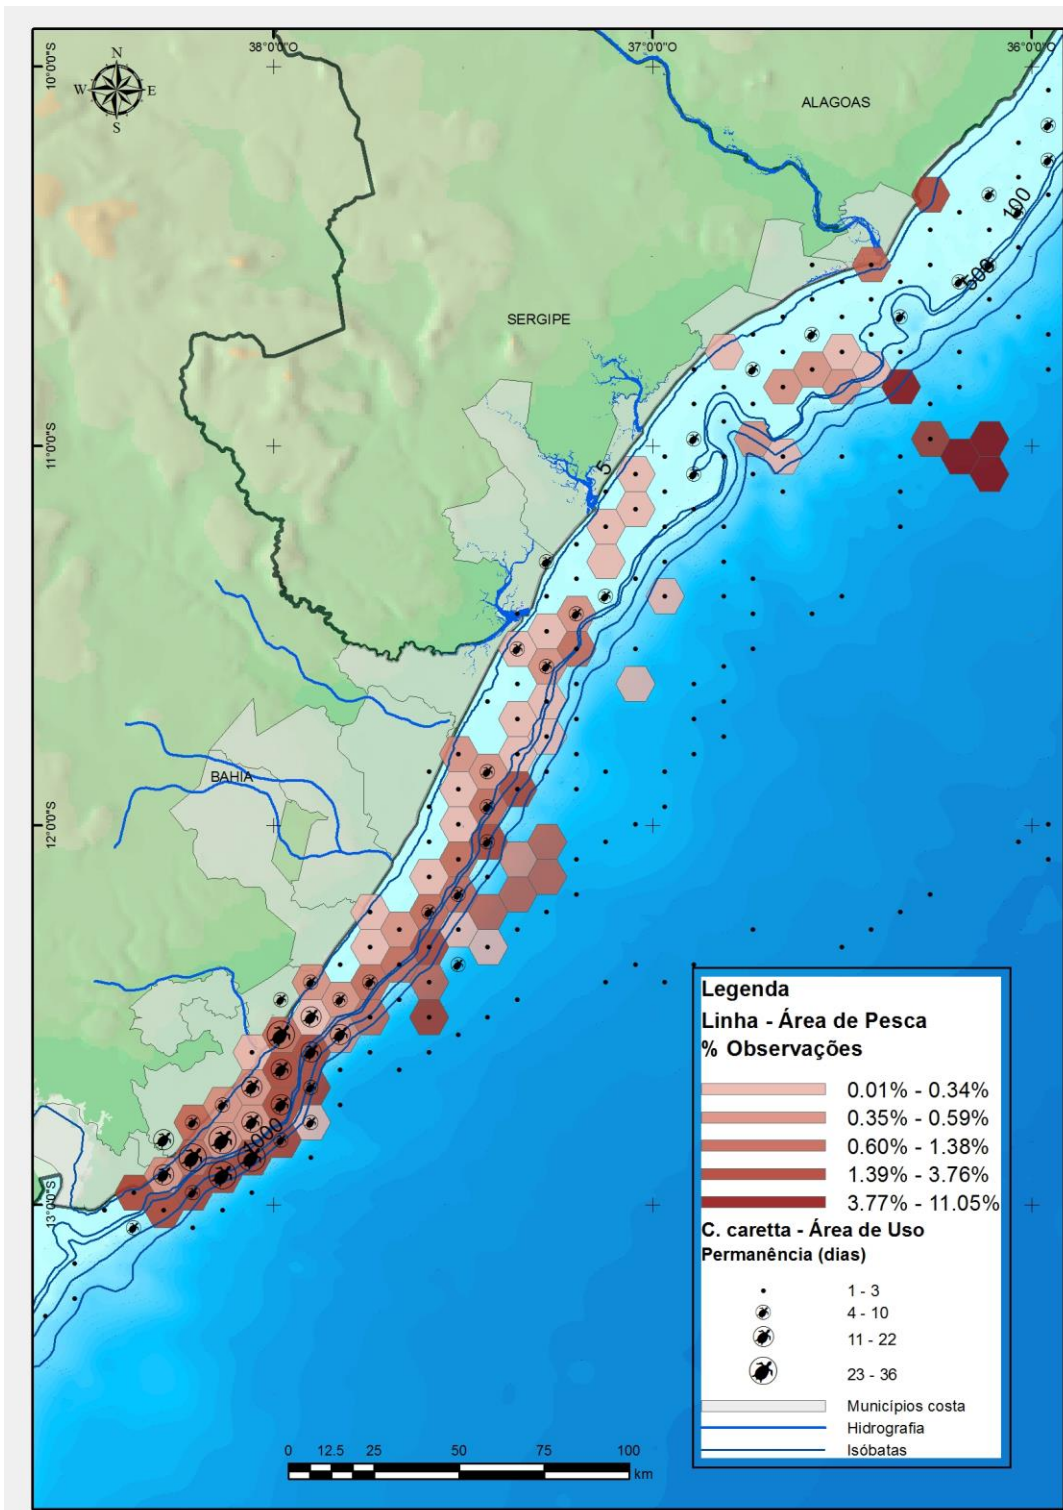 38°0'0"S
37°0'0"O
36°0'0"O
10°0'0"S
N
W
E
S
ALAGOAS
100
500
SERGIPE
11°0'0"S
5
BAHIA
12°0'0"S
1000
13°0'0"S
Legenda
Linha - Área de Pesca
% Observações
0.01% - 0.34%
0.35% - 0.59%
0.60% - 1.38%
1.39% - 3.76%
3.77% - 11.05%
C. caretta - Área de Uso
Permanência (dias)
1 - 3
4 - 10
11 - 22
23 - 36
Municípios costa
Hidrografia
Isóbatas
0 12.5 25 50 75 100
km